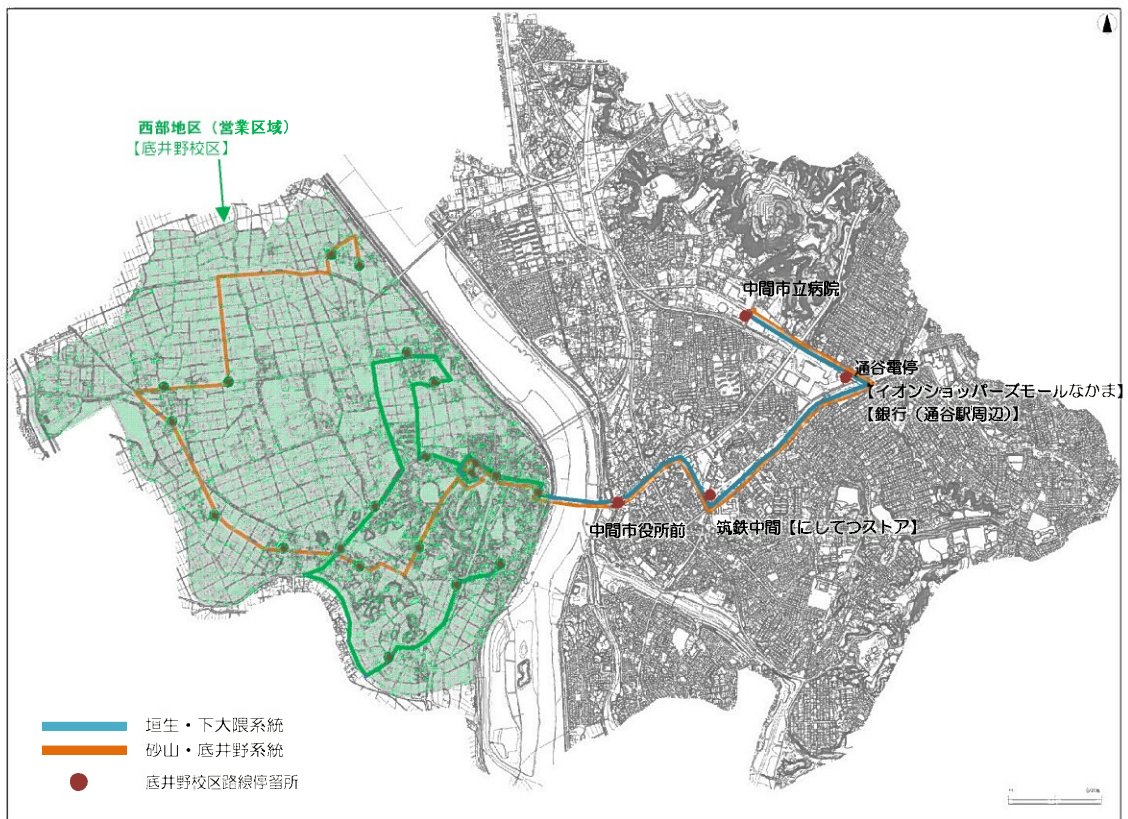 西部地区（営業区域）
【底井野校区】
中間市立病院
通谷電停
【イオンショッパーズモールなかま】
【銀行（通谷駅周辺）】
筑鉄中間【にしてつストア】
中間市役所前
垣生・下大隈系統
砂山・底井野系統
底井野校区路線停留所